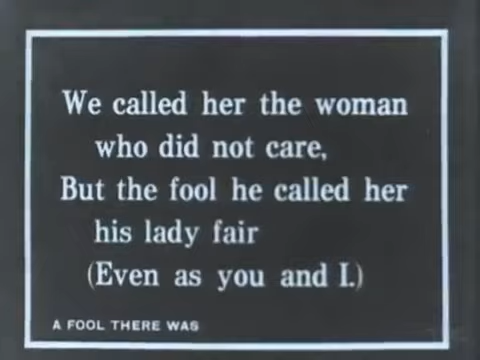 We called her the woman
who did not care,
But the fool he called her
his lady fair
(Even as you and I.)
A FOOL THERE WAS